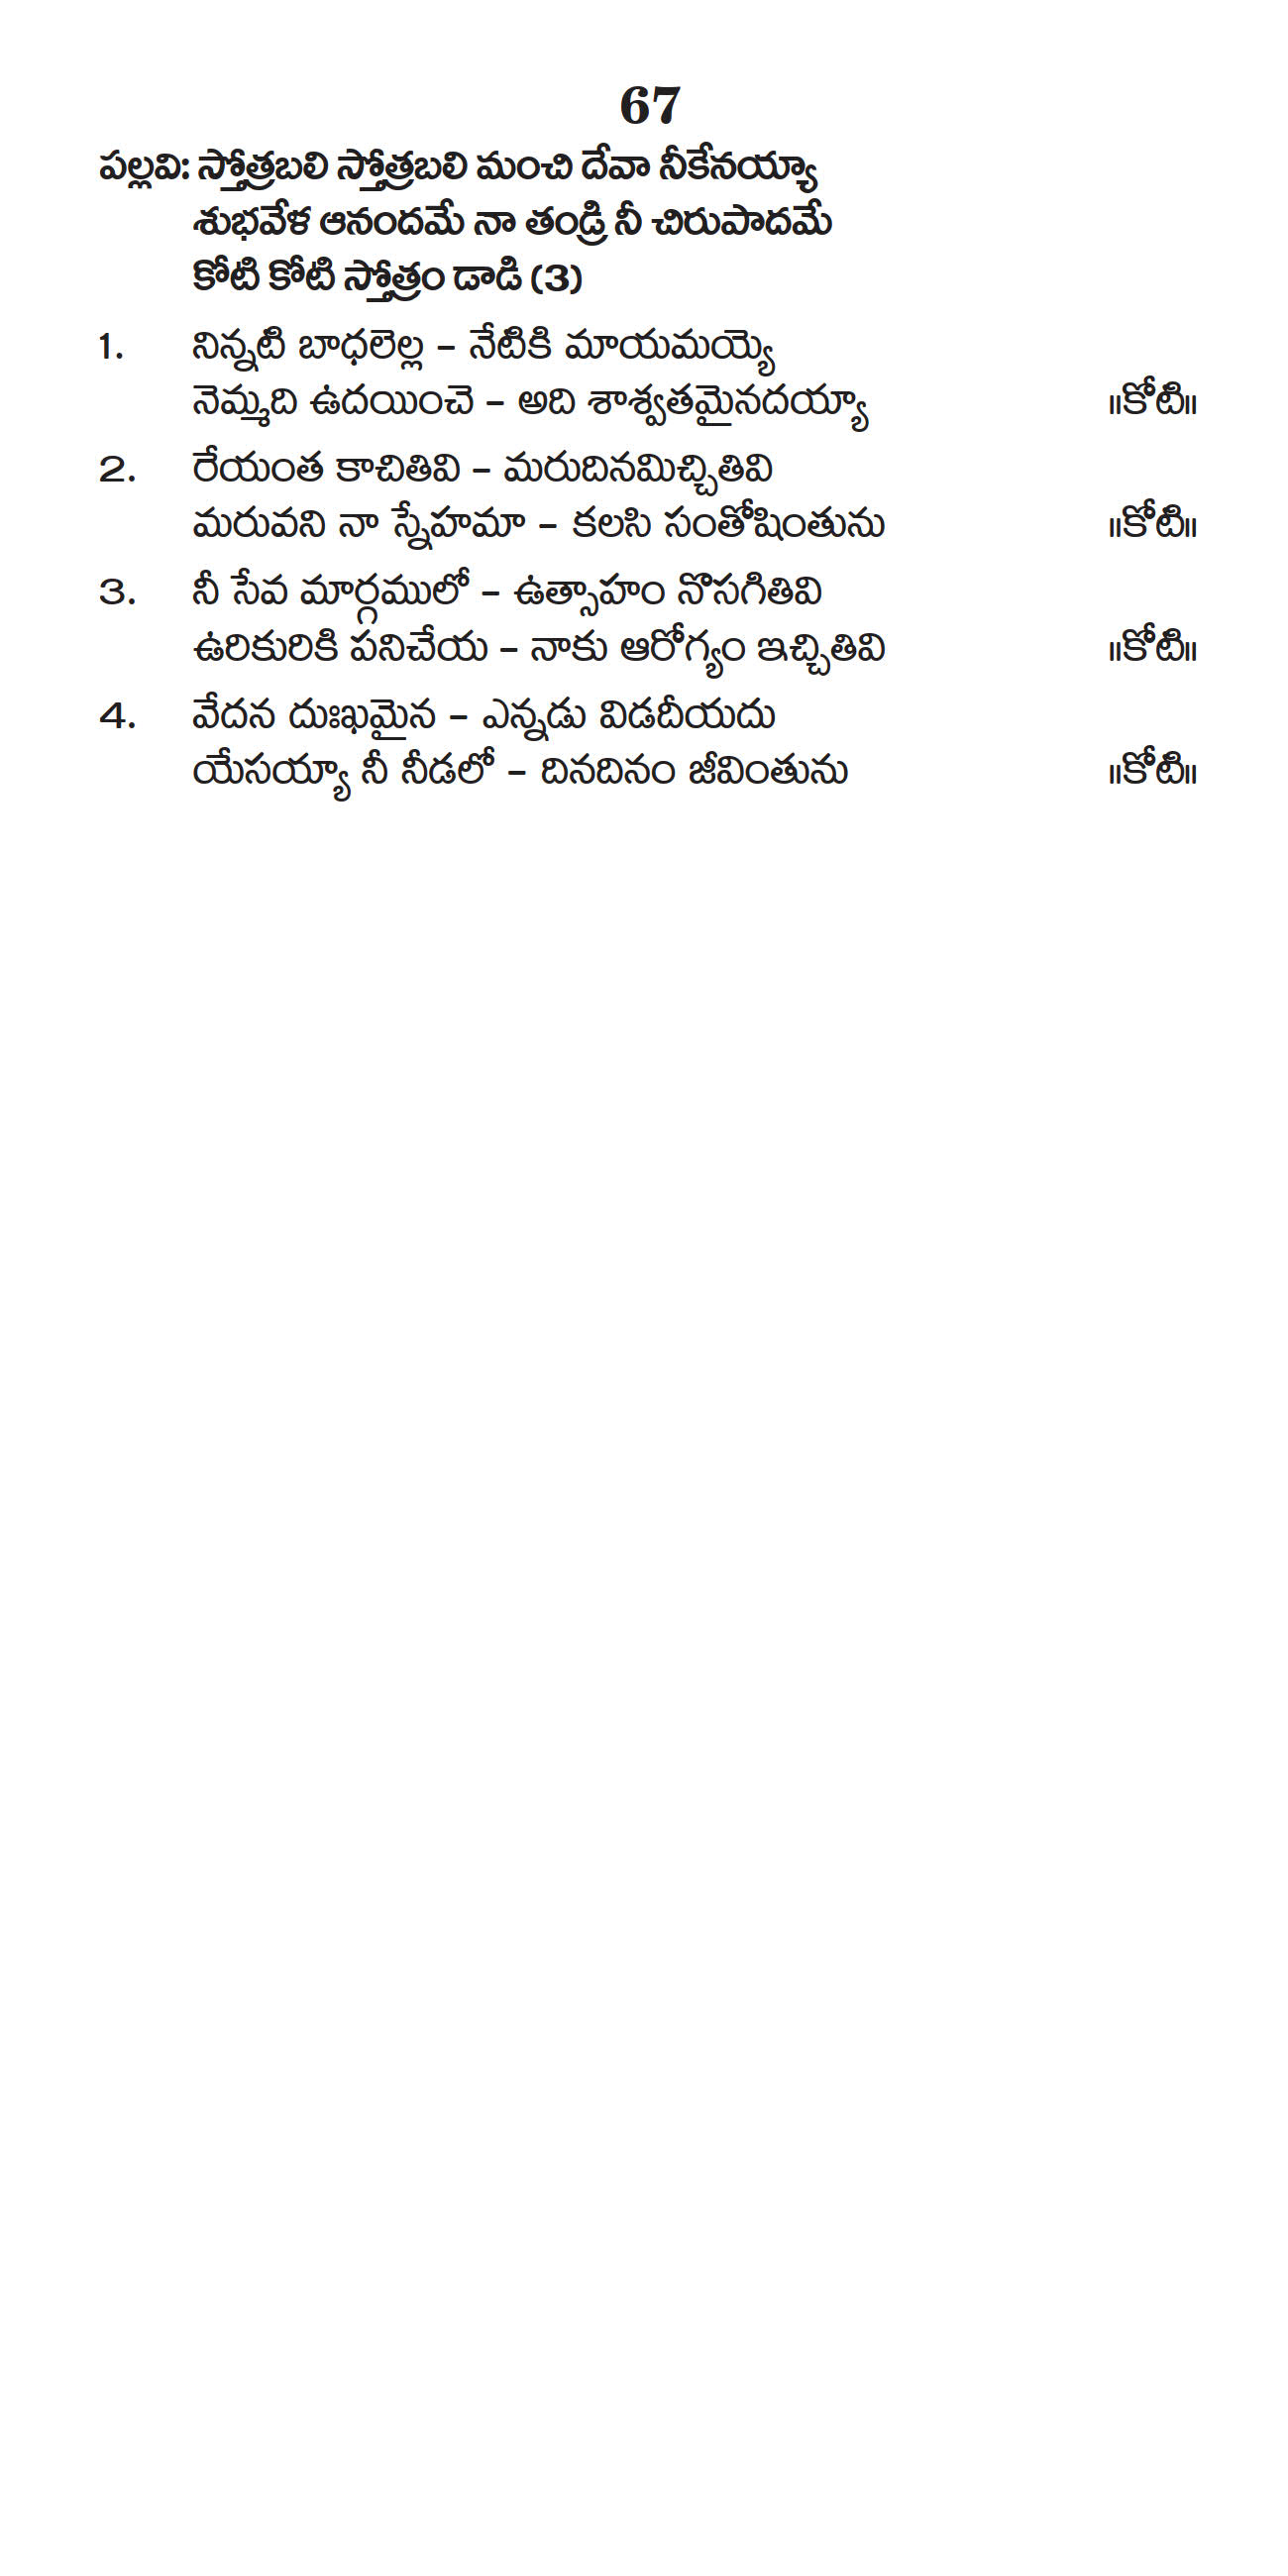 67
పల్లవి: స్తోత్రబలి స్తోత్రబలి మంచి దేవా నీకేనయ్యా
శుభవేళ ఆనందమే నా తండ్రి నీ చిరుపాదమే
కోటి కోటి స్తోత్రం డాడి (3)
1. నిన్నటి బాధలెల్ల – నేటికి మాయమయ్యె
నెమ్మది ఉదయించె – అది శాశ్వతమైనదయ్యా ॥కోటి॥
2. రేయంత కాచితివి – మరుదినమిచ్చితివి
మరువని నా స్నేహమా – కలసి సంతోషింతును ॥కోటి॥
3. నీ సేవ మార్గములో – ఉత్సాహం నొసగితివి
ఉరికురికి పనిచేయ – నాకు ఆరోగ్యం ఇచ్చితివి ॥కోటి॥
4. వేదన దుఃఖమైన – ఎన్నడు విడదీయదు
యేసయ్యా నీ నీడలో – దినదినం జీవింతును ॥కోటి॥